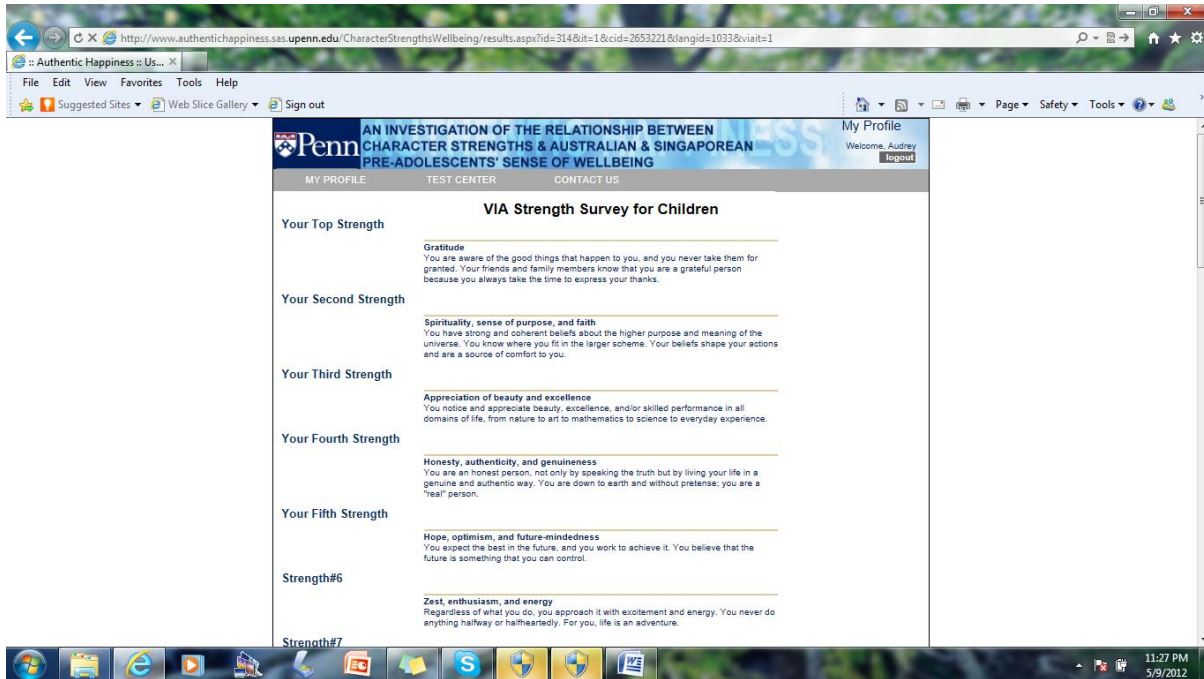 http://www.authentichappiness.sas.upenn.edu/CharacterStrengthsWellbeing/results.aspx?id=314&it=1&cid=2653221&langid=1033&viait=1
:: Authentic Happiness :: Us...
File Edit View Favorites Tools Help
Suggested Sites Web Slice Gallery Sign out Page Safety Tools
Penn
AN INVESTIGATION OF THE RELATIONSHIP BETWEEN
CHARACTER STRENGTHS & AUSTRALIAN & SINGAPOREAN
PRE-ADOLESCENTS' SENSE OF WELLBEING
My Profile
Welcome, Audrey
logout
MY PROFILE TEST CENTER CONTACT US
VIA Strength Survey for Children
Your Top Strength
Gratitude
You are aware of the good things that happen to you, and you never take them for
granted. Your friends and family members know that you are a grateful person
because you always take the time to express your thanks.
Your Second Strength
Spirituality, sense of purpose, and faith
You have strong and coherent beliefs about the higher purpose and meaning of the
universe. You know where you fit in the larger scheme. Your beliefs shape your actions
and are a source of comfort to you.
Your Third Strength
Appreciation of beauty and excellence
You notice and appreciate beauty, excellence, and/or skilled performance in all
domains of life, from nature to art to mathematics to science to everyday experience.
Your Fourth Strength
Honesty, authenticity, and genuineness
You are an honest person, not only by speaking the truth but by living your life in a
genuine and authentic way. You are down to earth and without pretense; you are a
"real" person.
Your Fifth Strength
Hope, optimism, and future-mindedness
You expect the best in the future, and you work to achieve it. You believe that the
future is something that you can control.
Strength#6
Zest, enthusiasm, and energy
Regardless of what you do, you approach it with excitement and energy. You never do
anything halfway or halfheartedly. For you, life is an adventure.
Strength#7
11:27 PM
5/9/2012